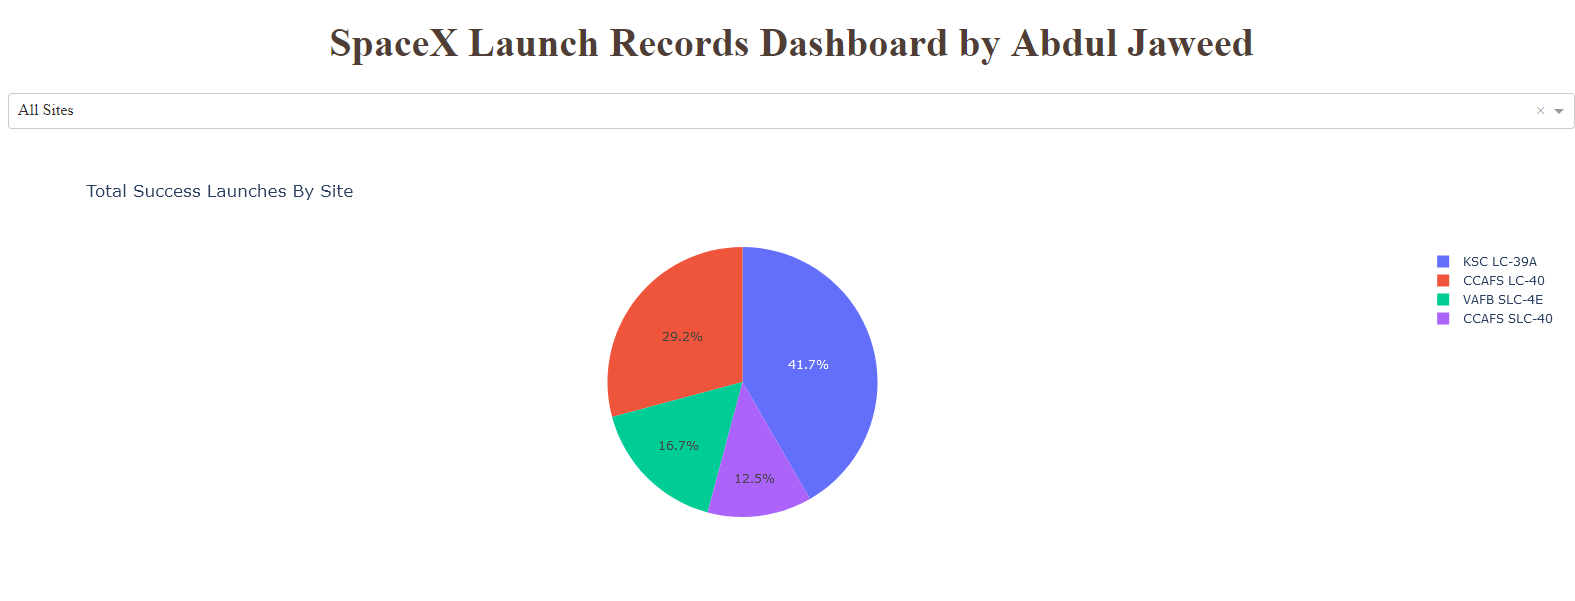 SpaceX Launch Records Dashboard by Abdul Jaweed
All Sites
Total Success Launches By Site
KSC LC-39A
CCAFS LC-40
VAFB SLC-4E
CCAFS SLC-40
29.2%
41.7%
16.7%
12.5%